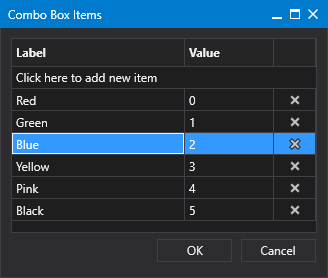 Combo Box Items
Label Value
Click here to add new item
Red 0
Green 1
Blue 2
Yellow 3
Pink 4
Black 5
OK Cancel